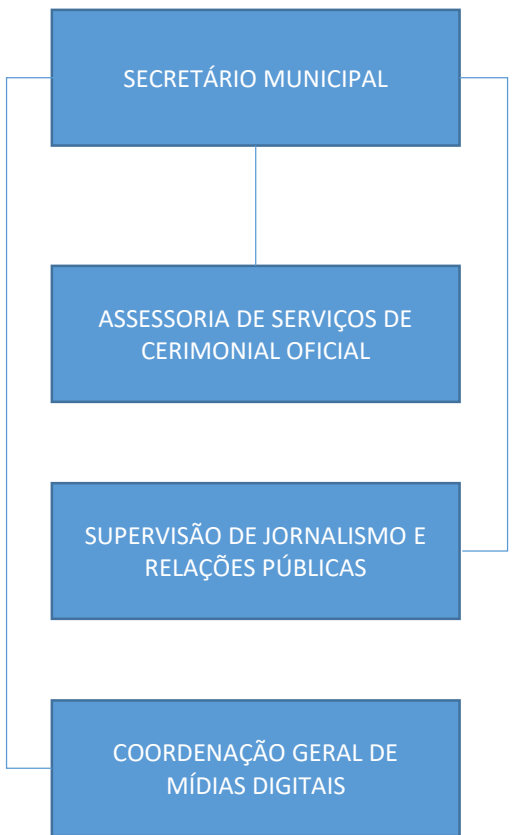 SECRETÁRIO MUNICIPAL
ASSESSORIA DE SERVIÇOS DE
CERIMONIAL OFICIAL
SUPERVISÃO DE JORNALISMO E
RELAÇÕES PÚBLICAS
COORDENAÇÃO GERAL DE
MÍDIAS DIGITAIS